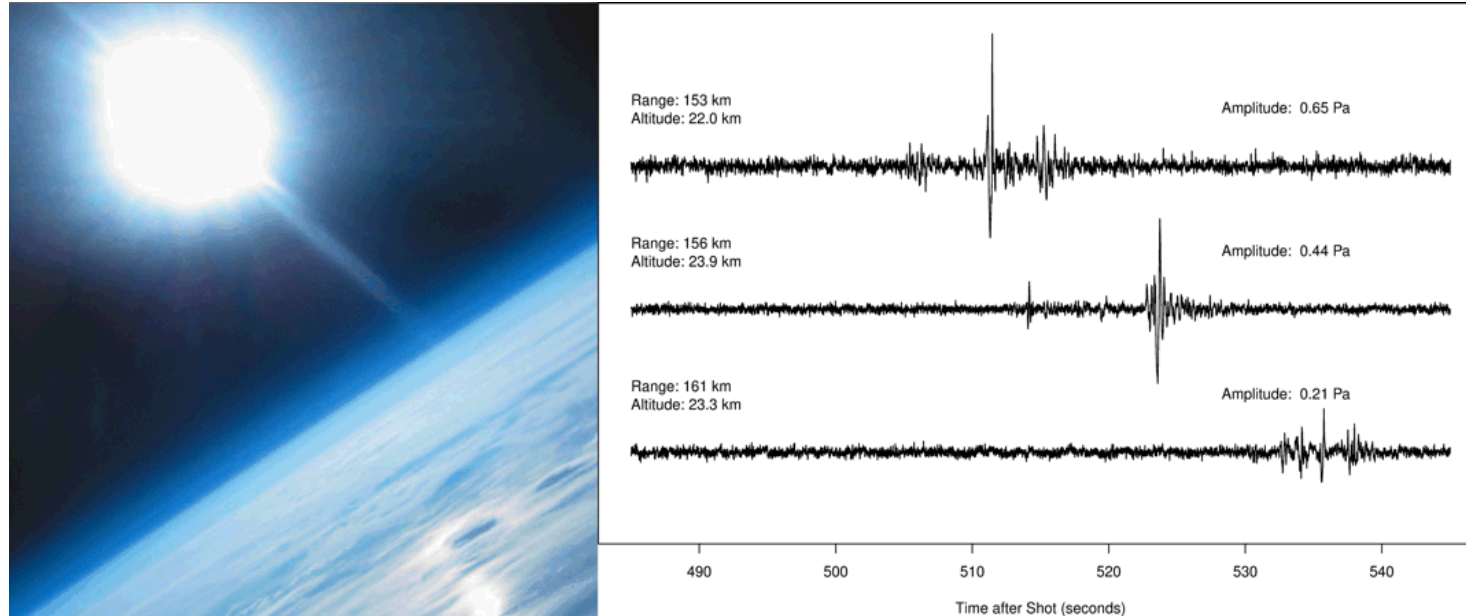 Range: 153 km
Altitude: 22.0 km
Amplitude: 0.65 Pa
Range: 156 km
Altitude: 23.9 km
Amplitude: 0.44 Pa
Range: 161 km
Altitude: 23.3 km
Amplitude: 0.21 Pa
490 500 510 520 530 540
Time after Shot (seconds)